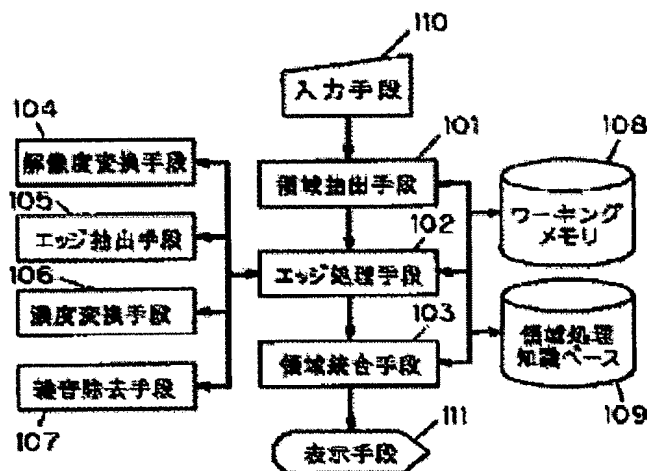 110
入力手段
104
解像度変換手段
101
領域抽出手段
108
ワーキング
メモリ
105
エッジ抽出手段
102
エッジ処理手段
106
濃度変換手段
103
領域統合手段
領域処理
知識ベース
109
雑音除去手段
107
111
表示手段